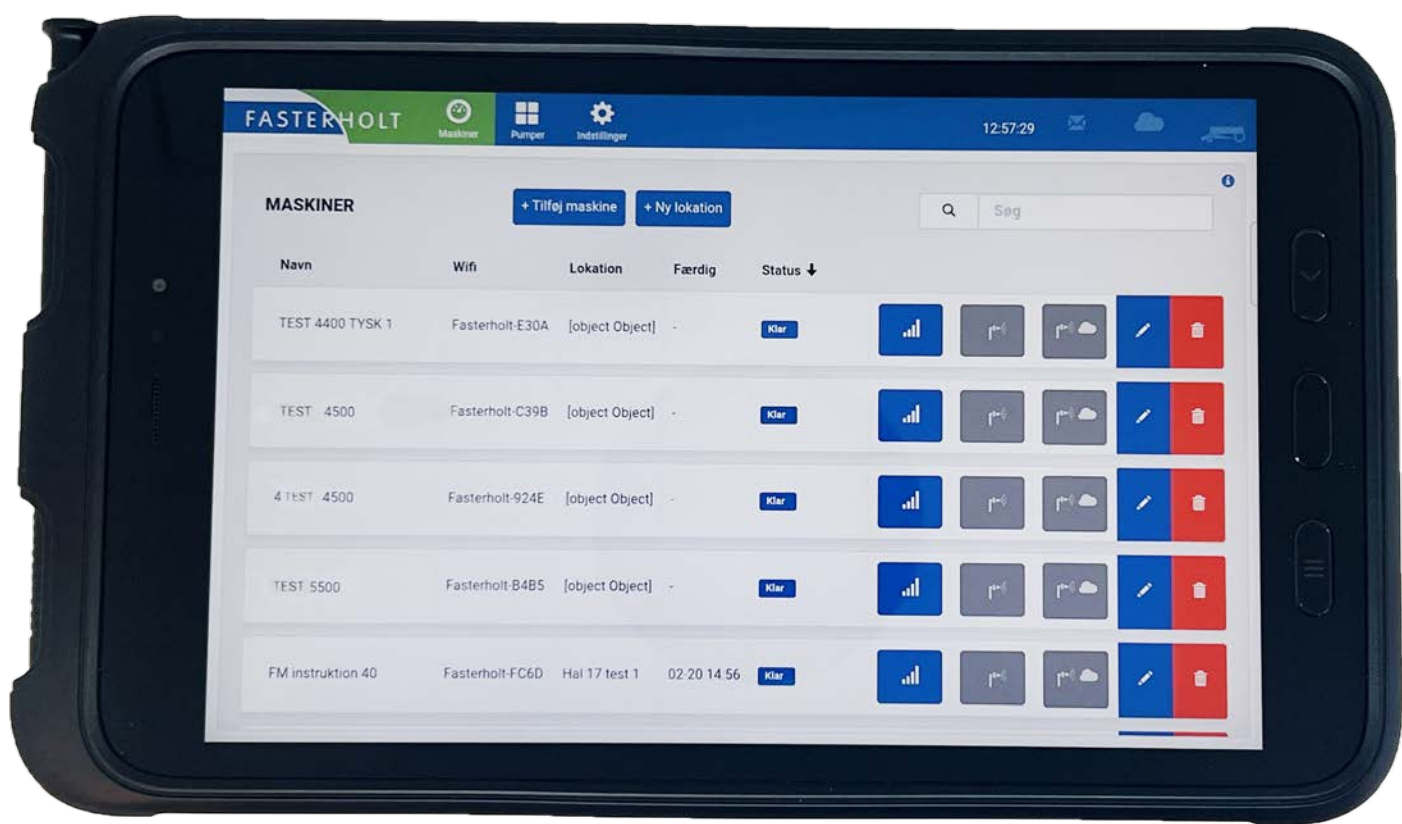 FASTERHOLT
Maskiner Pumper Indstillinger 12:57:29
MASKINER + Tilføj maskine + Ny lokation Søg
Navn Wifi Lokation Færdig Status
TEST 4400 TYSK 1 Fasterholt-E30A [object Object] - Klar
TEST 4500 Fasterholt-C39B [object Object] - Klar
4 TEST 4500 Fasterholt-924E [object Object] - Klar
TEST 5500 Fasterholt-B4B5 [object Object] - Klar
FM instruktion 40 Fasterholt-FC6D Hal 17 test 1 02-20 14:56 Klar